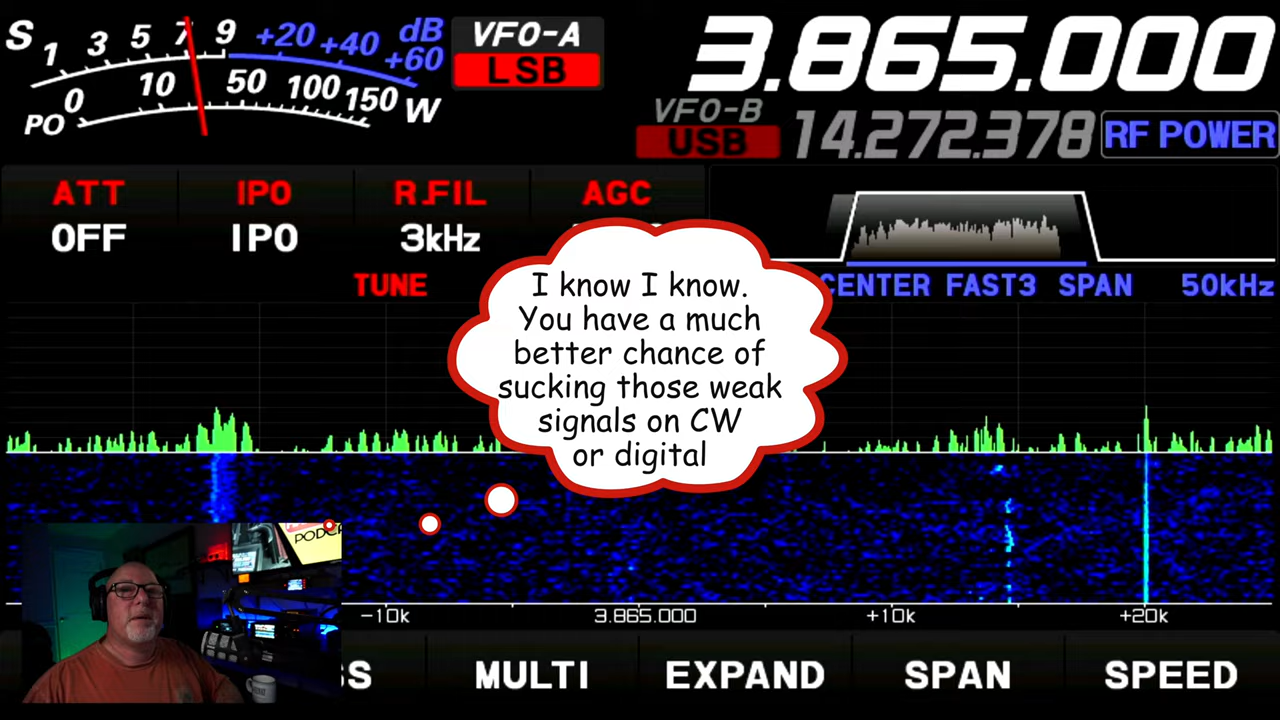 S 1 3 5 7 9 +20 +40 +60 dB
PO 0 10 50 100 150 W
VFO-A
LSB
3.865.000
VFO-B
USB
14.272.378
RF POWER
ATT IPO R.FIL AGC
OFF IPO 3kHz
TUNE
CENTER FAST3 SPAN 50kHz
I know I know.
You have a much
better chance of
sucking those weak
signals on CW
or digital
PODC
-10k 3.865.000 +10k +20k
MULTI EXPAND SPAN SPEED